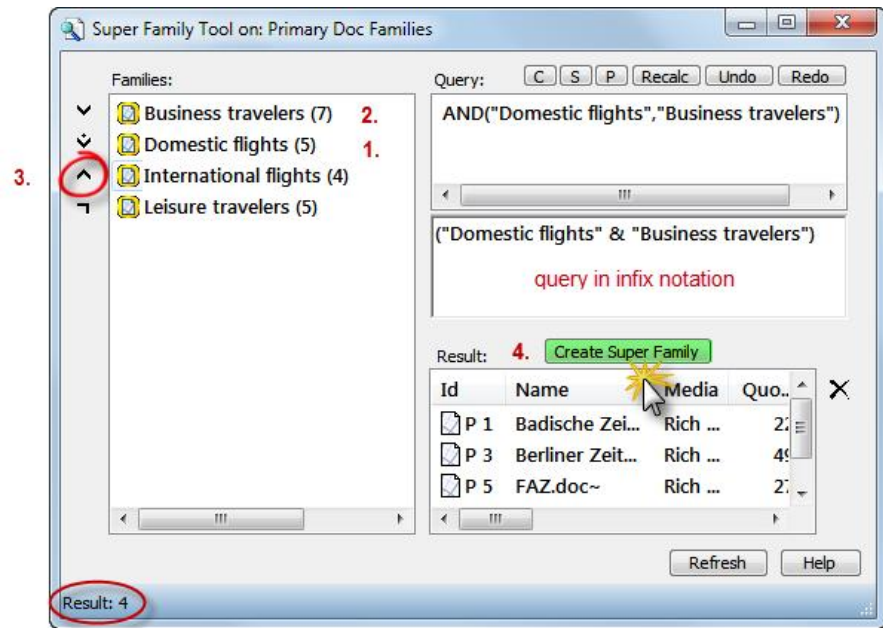 Super Family Tool on: Primary Doc Families
Families:
Business travelers (7) 2.
Domestic flights (5) 1.
3. International flights (4)
Leisure travelers (5)
Query: C S P Recalc Undo Redo
AND("Domestic flights","Business travelers")
("Domestic flights" & "Business travelers")
query in infix notation
Result: 4. Create Super Family
Id Name Media Quo..
P 1 Badische Zei... Rich ...
P 3 Berliner Zeit... Rich ... 49
P 5 FAZ.doc~ Rich ...
Refresh Help
Result: 4